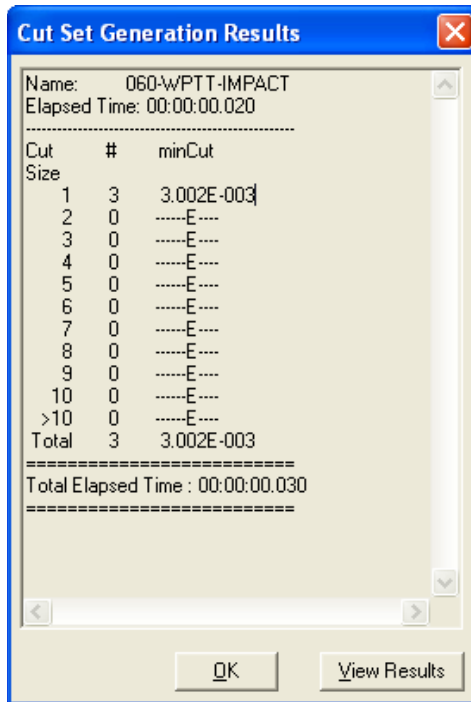 Cut Set Generation Results
Name: 060-WPTT-IMPACT
Elapsed Time: 00:00:00.020
---------------------------------------------------
Cut # minCut
Size
1 3 3.002E-003
2 0 ------E----
3 0 ------E----
4 0 ------E----
5 0 ------E----
6 0 ------E----
7 0 ------E----
8 0 ------E----
9 0 ------E----
10 0 ------E----
>10 0 ------E----
Total 3 3.002E-003
==========================
Total Elapsed Time : 00:00:00.030
==========================
OK View Results